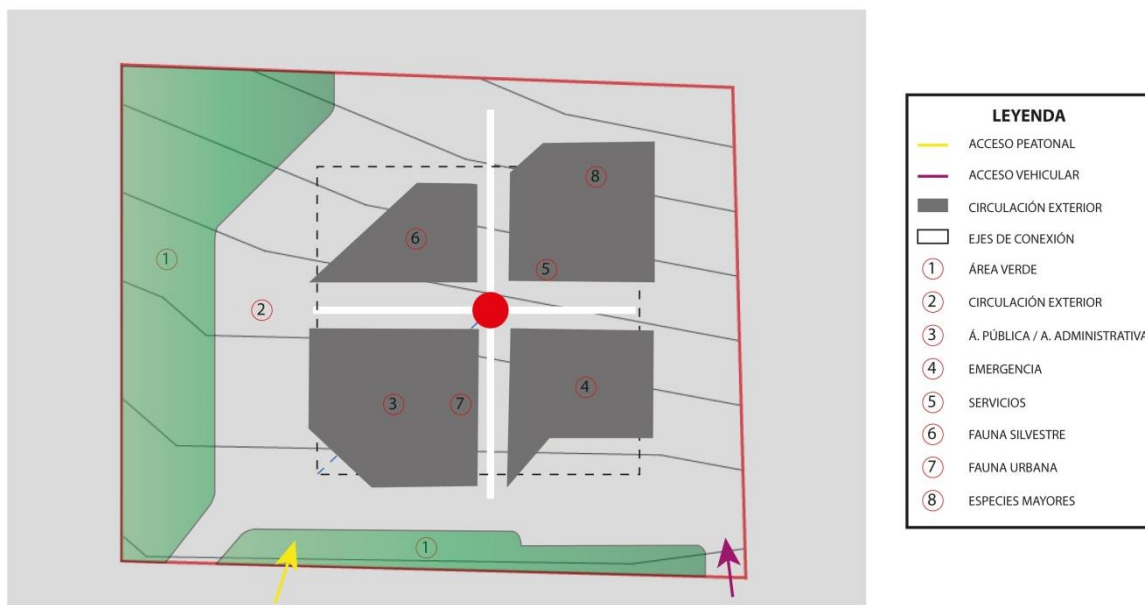 8
6
5
1
2
3
7
4
1
LEYENDA
ACCESO PEATONAL
ACCESO VEHICULAR
CIRCULACIÓN EXTERIOR
EJES DE CONEXIÓN
1 ÁREA VERDE
2 CIRCULACIÓN EXTERIOR
3 Á. PÚBLICA / A. ADMINISTRATIVA
4 EMERGENCIA
5 SERVICIOS
6 FAUNA SILVESTRE
7 FAUNA URBANA
8 ESPECIES MAYORES